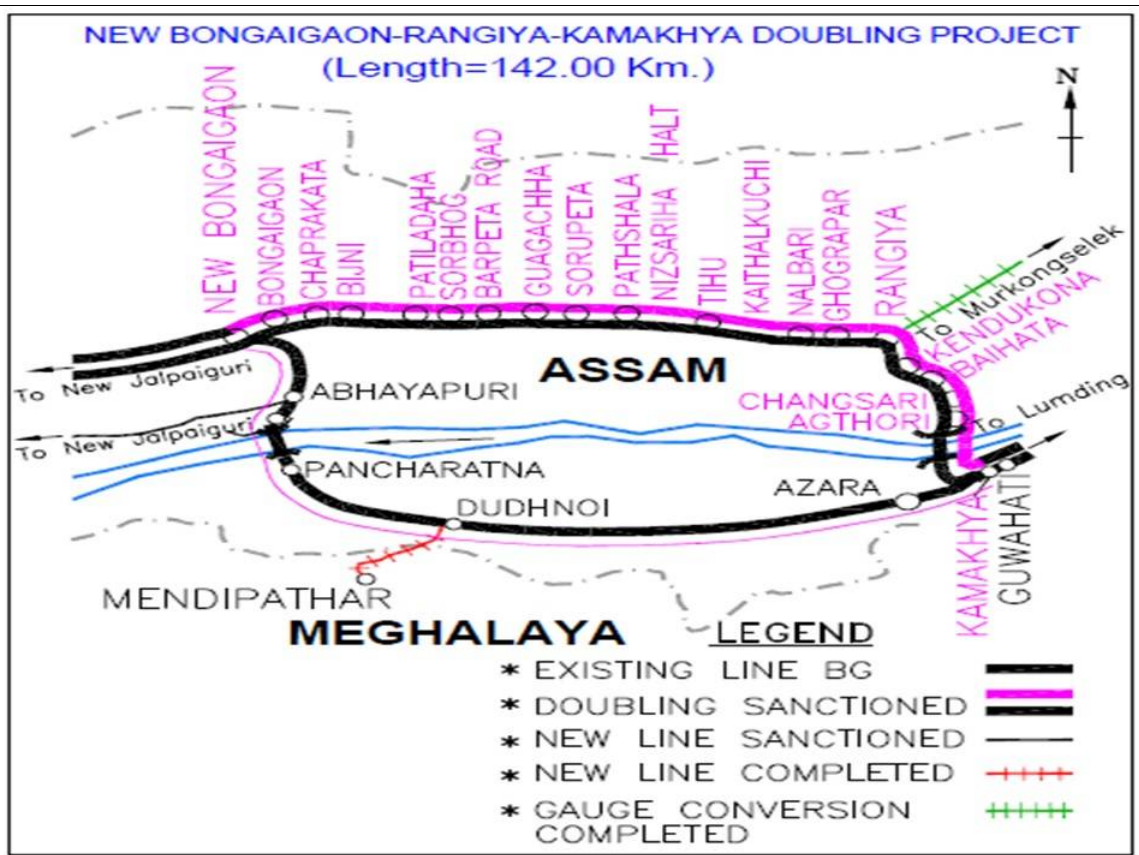 NEW BONGAIGAON-RANGIYA-KAMAKHYA DOUBLING PROJECT
(Length=142.00 Km.)
N
NEW BONGAIGAON
BONGAIGAON
CHAPRAKATA
BIJNI
PATILADAHA
SORBHOG
BARPETA ROAD
GUAGACHHA
SORUPETA
PATHSHALA
NIZSARIHA HALT
TIHU
KAITHALKUCHI
NALBARI
GHOGRAPAR
RANGIYA
To Murkongselek
KENDUKONA
BAIHATA
ASSAM
To New Jalpaiguri
ABHAYAPURI
CHANGSARI
AGTHORI
To Lumding
To New Jalpaiguri
PANCHARATNA
AZARA
DUDHNOI
KAMAKHYA
GUWAHATI
MENDIPATHAR
MEGHALAYA
LEGEND
* EXISTING LINE BG
* DOUBLING SANCTIONED
* NEW LINE SANCTIONED
* NEW LINE COMPLETED
* GAUGE CONVERSION
COMPLETED